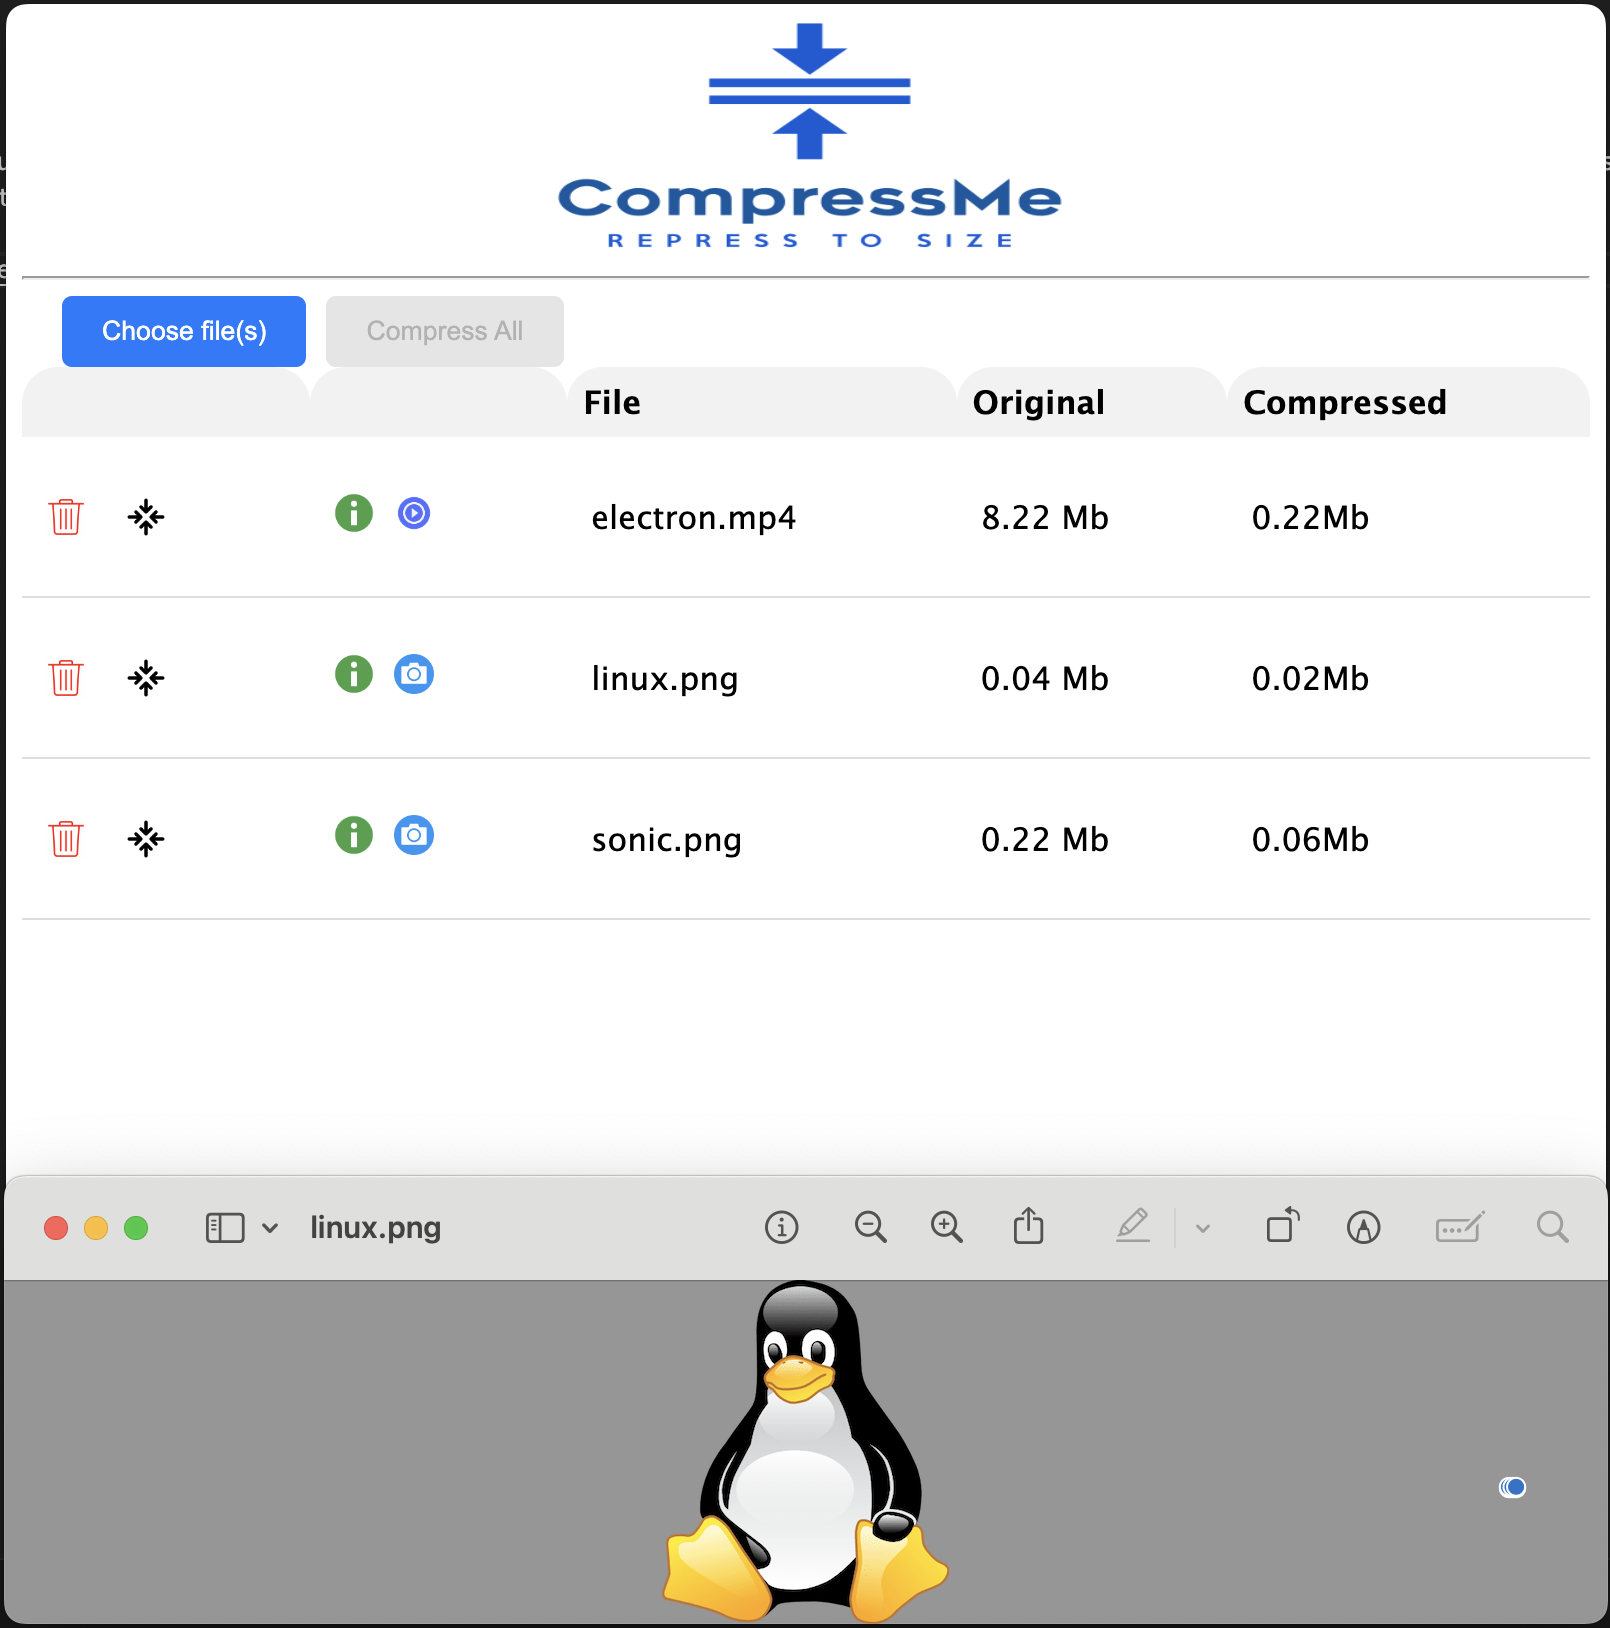 CompressMe
REPRESS TO SIZE
Choose file(s) Compress All
File Original Compressed
electron.mp4 8.22 Mb 0.22Mb
linux.png 0.04 Mb 0.02Mb
sonic.png 0.22 Mb 0.06Mb
linux.png